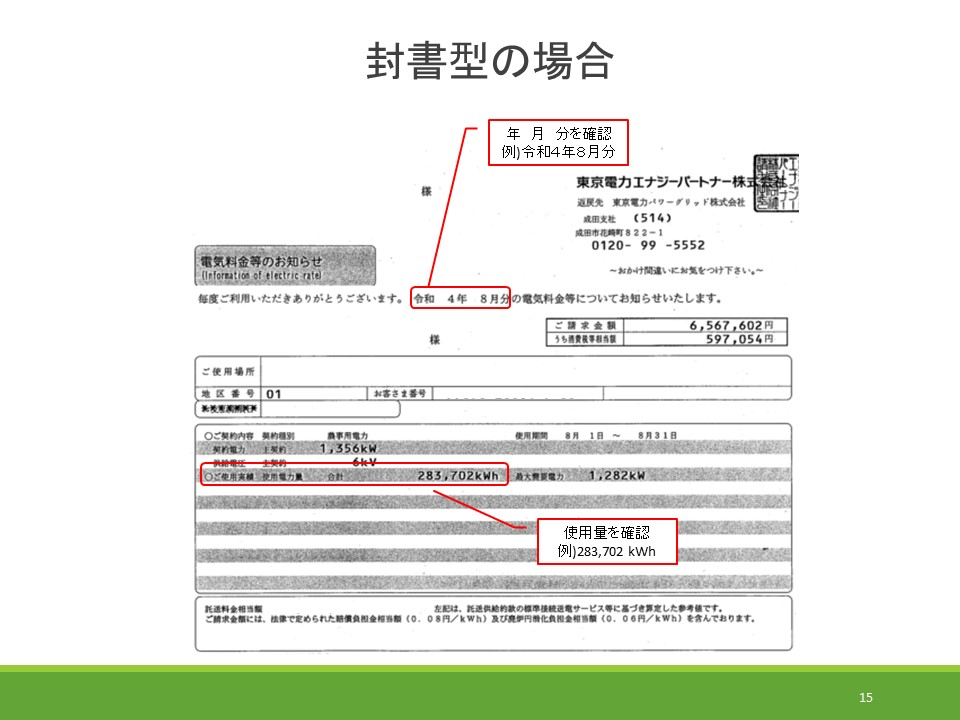 封書型の場合
年　月　分を確認
例)令和4年8月分
様
東京電力エナジーパートナー株式会社
返戻先　東京電力パワーグリッド株式会社
成田支社　(514)
成田市花崎町822-1
0120- 99 -5552
～おかけ間違いにお気をつけ下さい。～
電気料金等のお知らせ
(Information of electric rate)
毎度ご利用いただきありがとうございます。　令和　4年　8月分の電気料金等についてお知らせいたします。
様
ご請求金額　6,567,602円
うち消費税等相当額　597,054円
ご使用場所
地区番号　01　お客さま番号
〇ご契約内容　契約種別　農事用電力　使用期間　8月　1日　～　8月31日
契約電力　主契約　1,356kW
供給電圧　主契約　6kV
〇ご使用実績　使用電力量　合計　283,702kWh　最大需要電力　1,282kW
使用量を確認
例)283,702 kWh
託送料金相当額　左記は、託送供給約款の標準接続送電サービス等に基づき算定した参考値です。
ご請求金額には、法律で定められた賠償負担金相当額（0．08円／kWh）及び廃炉円滑化負担金相当額（0．06円／kWh）を含んでおります。
15